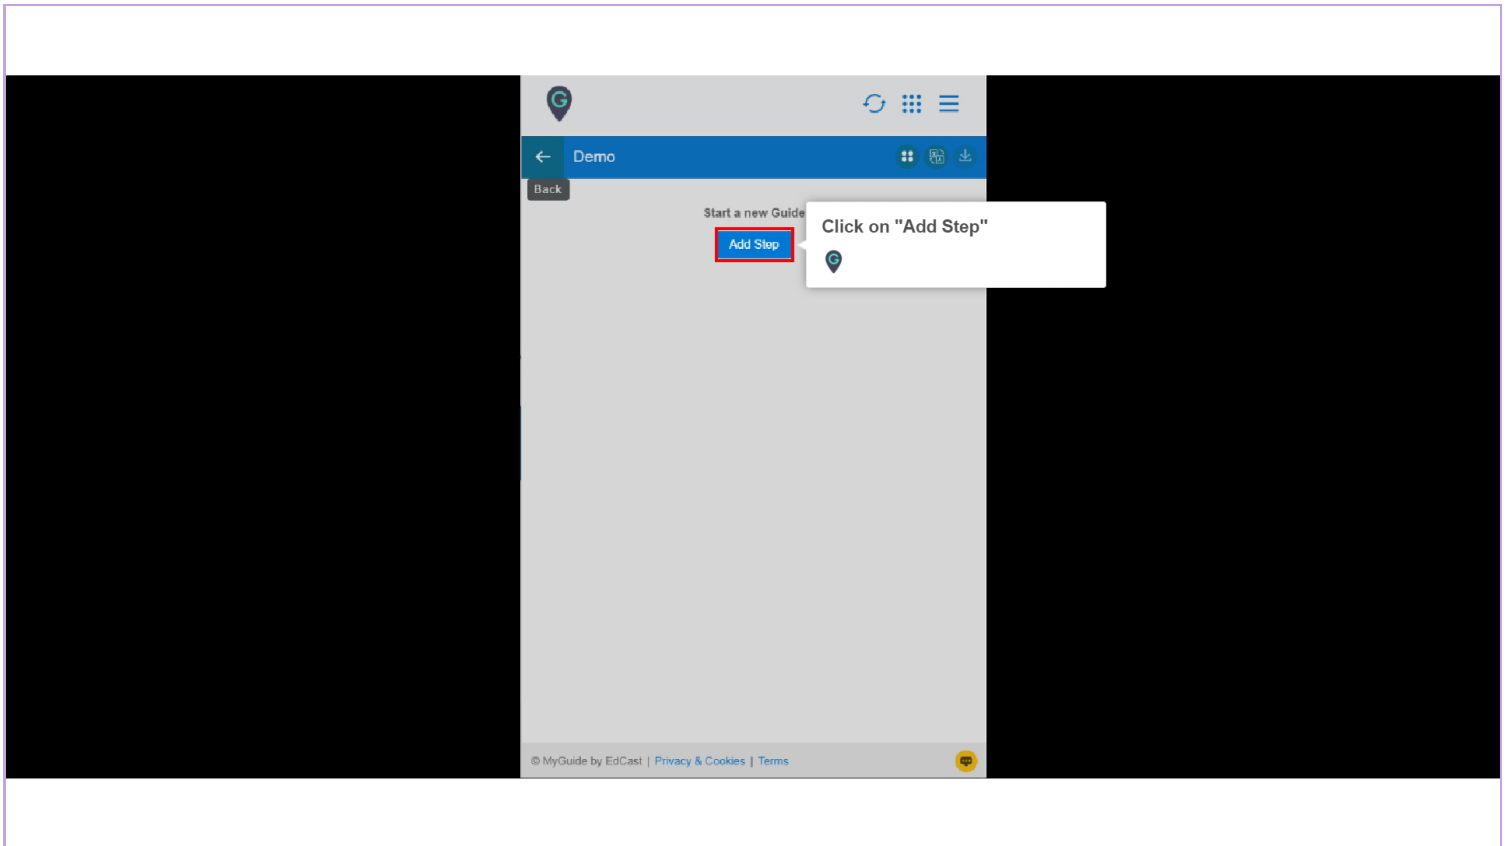 Demo
Back
Start a new Guide
Add Step
Click on "Add Step"
© MyGuide by EdCast | Privacy & Cookies | Terms